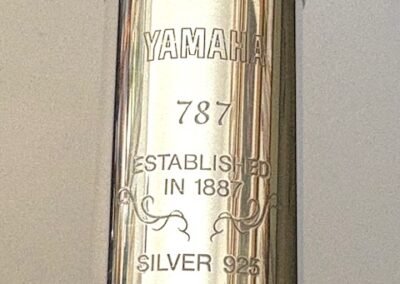 YAMAHA
787
ESTABLISHED
IN 1887
SILVER 925